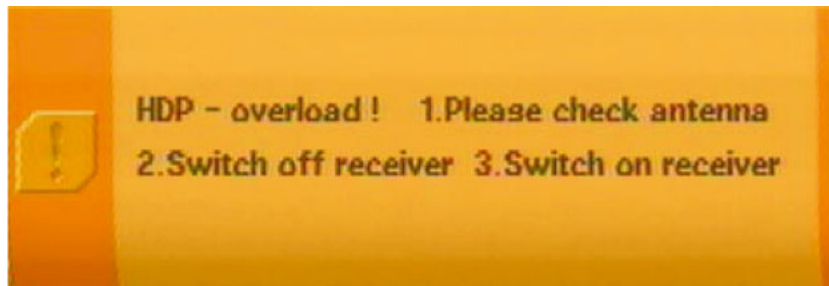 HDP - overload ! 1.Please check antenna
2.Switch off receiver 3.Switch on receiver